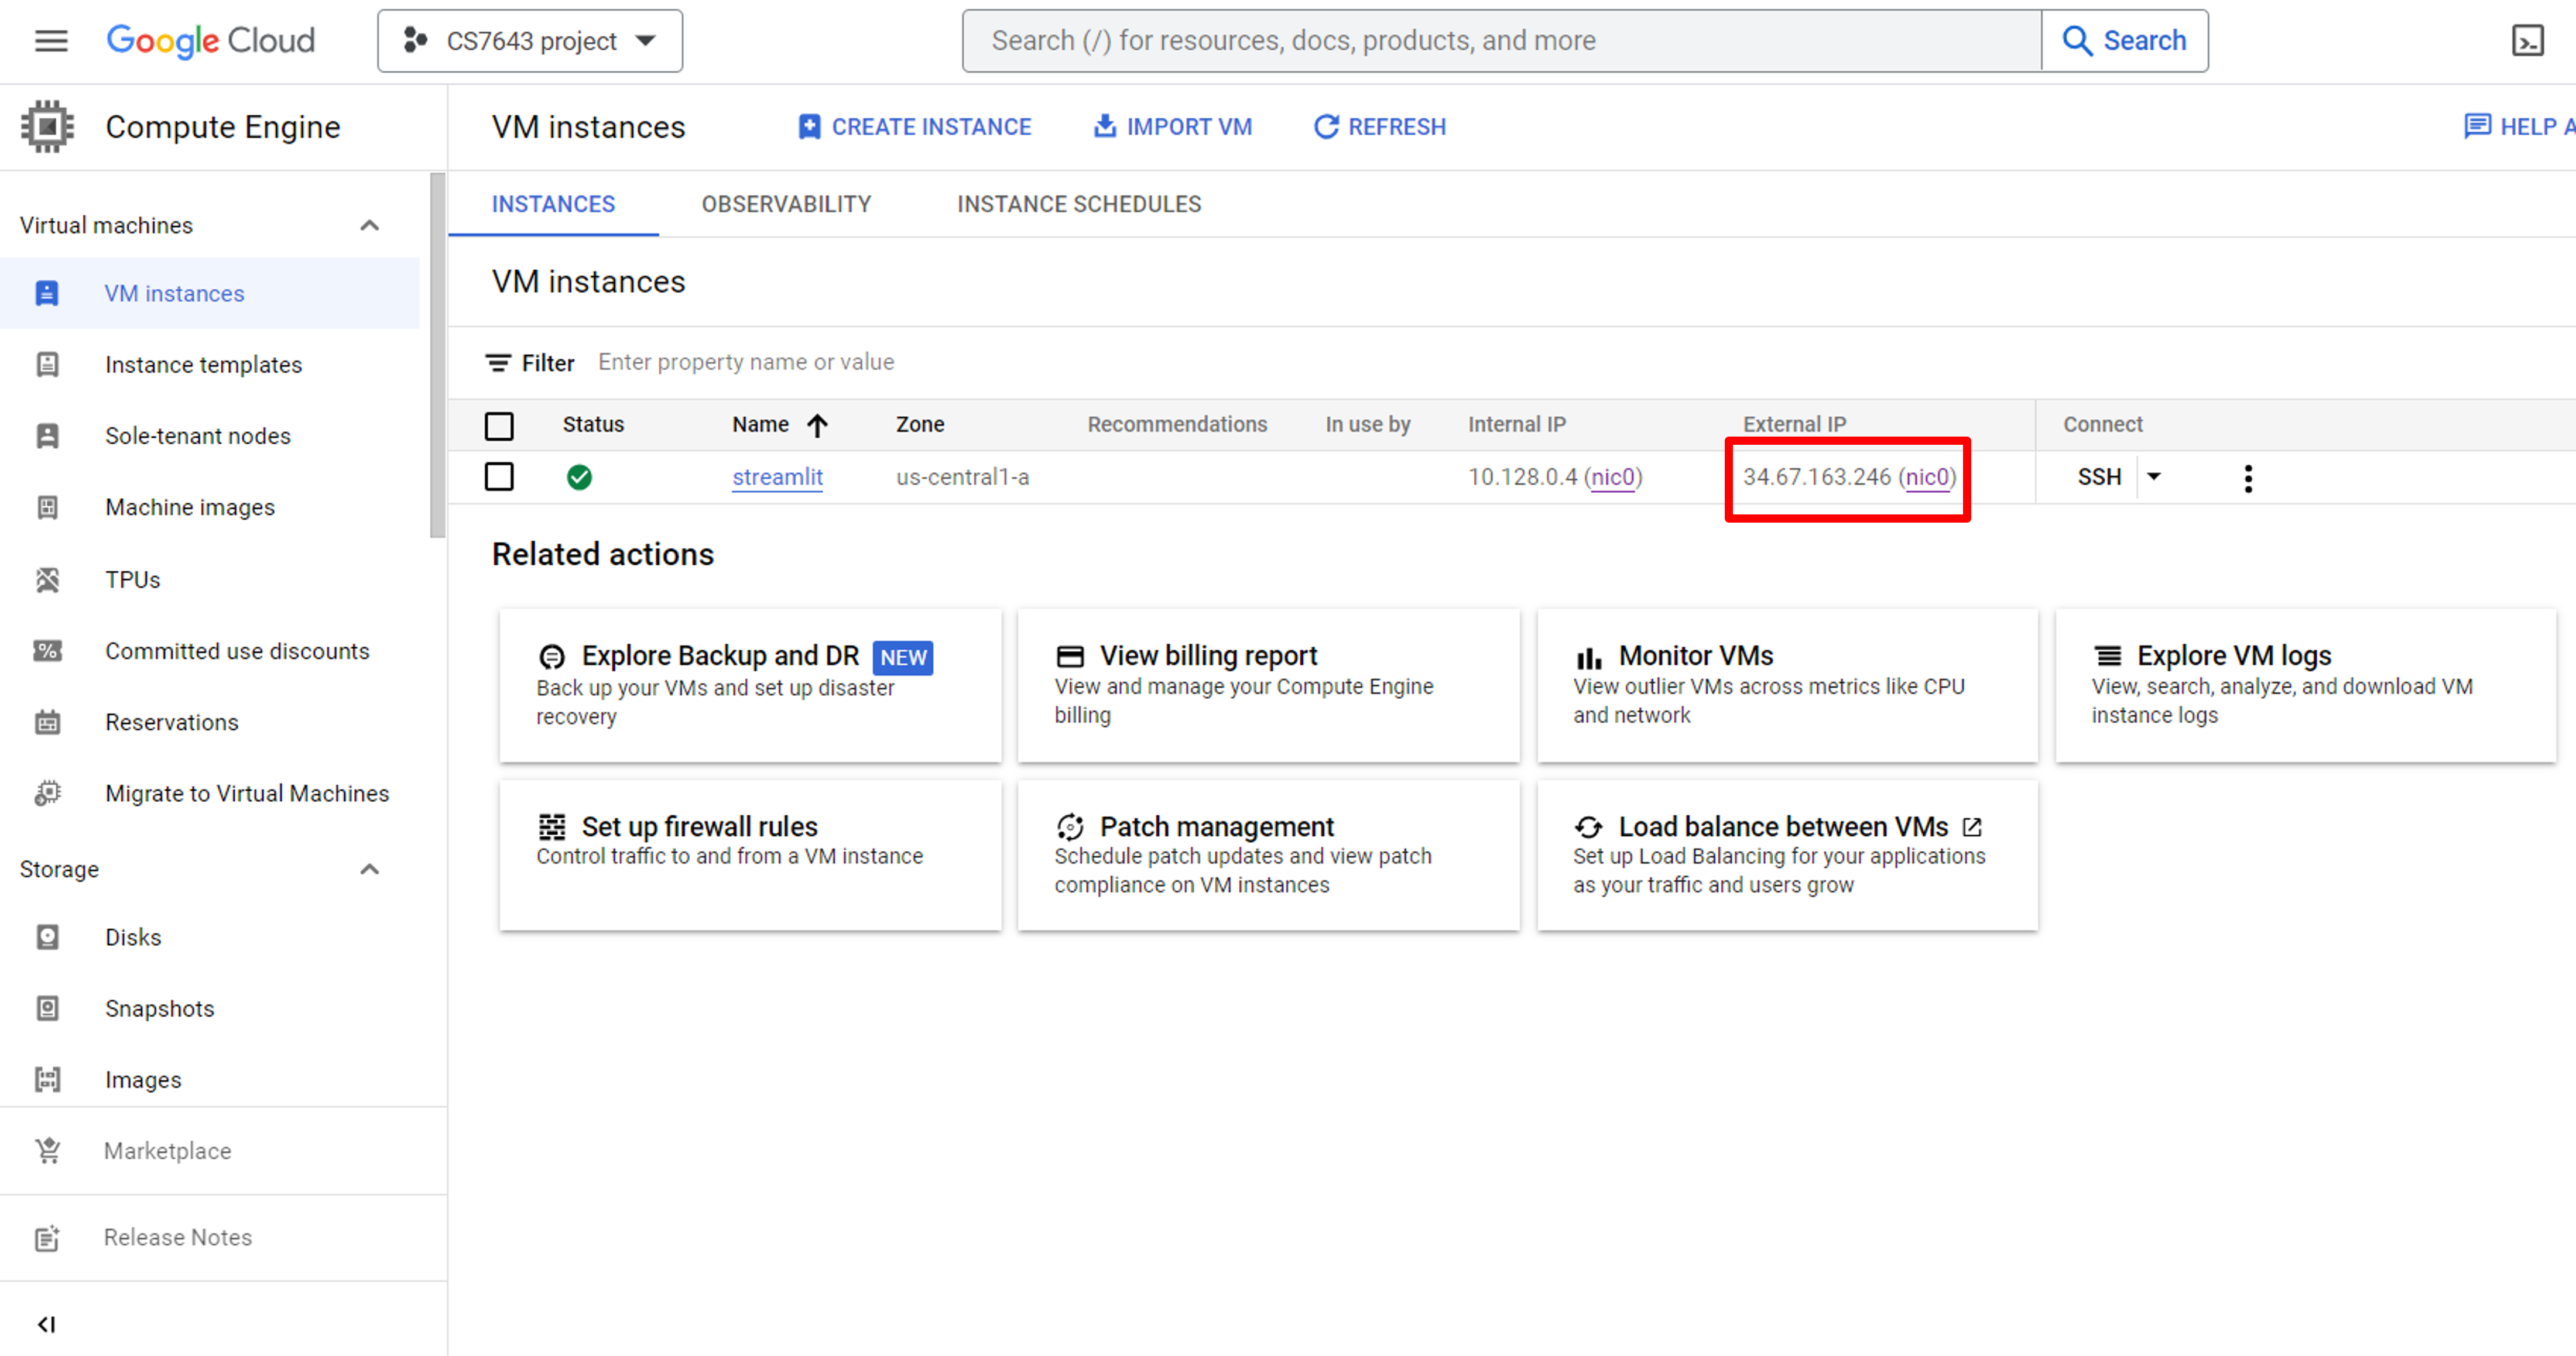 Google Cloud
CS7643 project
Search (/) for resources, docs, products, and more
Search
Compute Engine
VM instances
CREATE INSTANCE
IMPORT VM
REFRESH
HELP A
Virtual machines
VM instances
Instance templates
Sole-tenant nodes
Machine images
TPUs
Committed use discounts
Reservations
Migrate to Virtual Machines
Storage
Disks
Snapshots
Images
Marketplace
Release Notes
INSTANCES OBSERVABILITY INSTANCE SCHEDULES
VM instances
Filter Enter property name or value
Status Name Zone Recommendations In use by Internal IP External IP Connect
streamlit us-central1-a 10.128.0.4 (nic0) 34.67.163.246 (nic0) SSH
Related actions
Explore Backup and DR NEW
Back up your VMs and set up disaster
recovery
View billing report
View and manage your Compute Engine
billing
Monitor VMs
View outlier VMs across metrics like CPU
and network
Explore VM logs
View, search, analyze, and download VM
instance logs
Set up firewall rules
Control traffic to and from a VM instance
Patch management
Schedule patch updates and view patch
compliance on VM instances
Load balance between VMs
Set up Load Balancing for your applications
as your traffic and users grow